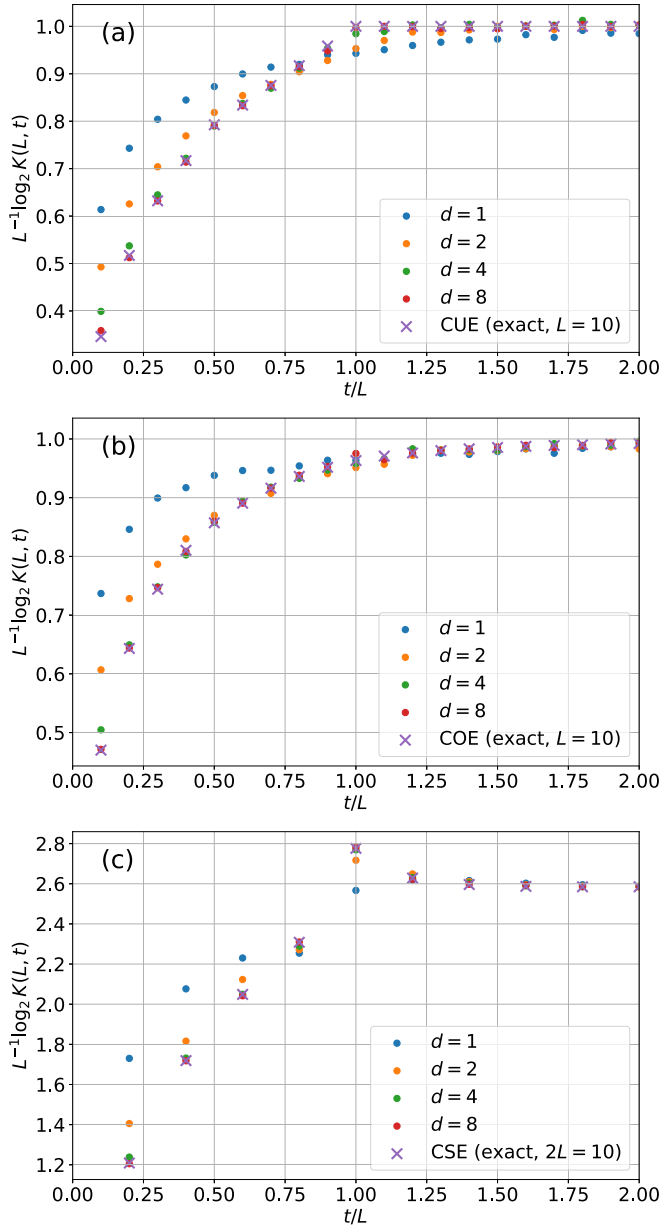 (a)
L⁻¹log₂ K(L, t)
1.0
0.9
0.8
0.7
0.6
0.5
0.4
d = 1
d = 2
d = 4
d = 8
CUE (exact, L = 10)
0.00 0.25 0.50 0.75 1.00 1.25 1.50 1.75 2.00
t/L
(b)
L⁻¹log₂ K(L, t)
1.0
0.9
0.8
0.7
0.6
0.5
d = 1
d = 2
d = 4
d = 8
COE (exact, L = 10)
0.00 0.25 0.50 0.75 1.00 1.25 1.50 1.75 2.00
t/L
(c)
L⁻¹log₂ K(L, t)
2.8
2.6
2.4
2.2
2.0
1.8
1.6
1.4
1.2
d = 1
d = 2
d = 4
d = 8
CSE (exact, 2L = 10)
0.00 0.25 0.50 0.75 1.00 1.25 1.50 1.75 2.00
t/L